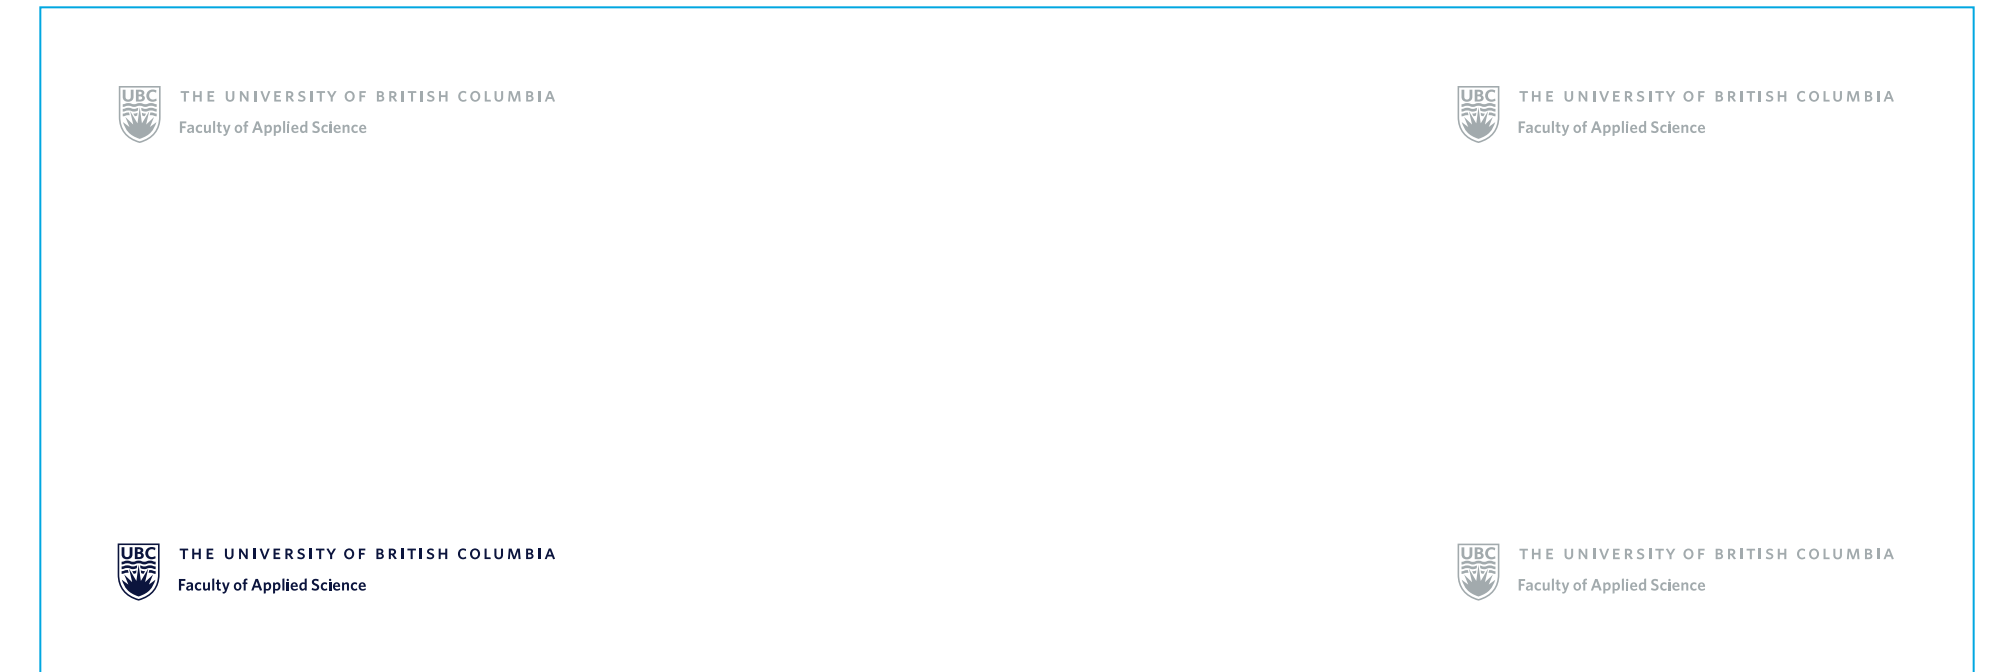 UBC
THE UNIVERSITY OF BRITISH COLUMBIA
Faculty of Applied Science
UBC
THE UNIVERSITY OF BRITISH COLUMBIA
Faculty of Applied Science
UBC
THE UNIVERSITY OF BRITISH COLUMBIA
Faculty of Applied Science
UBC
THE UNIVERSITY OF BRITISH COLUMBIA
Faculty of Applied Science